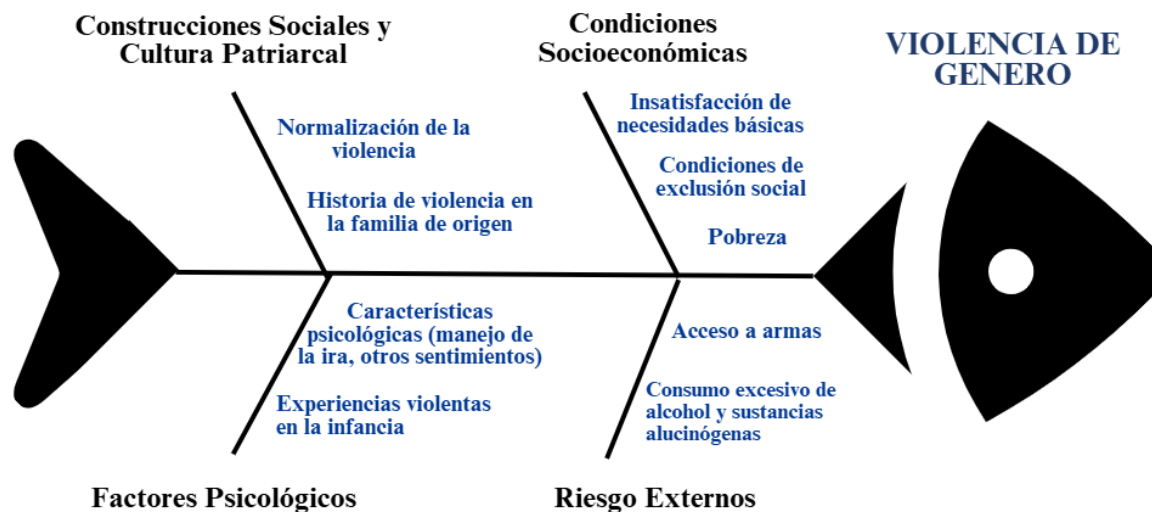 Construcciones Sociales y
Cultura Patriarcal
Normalización de la
violencia
Historia de violencia en
la familia de origen
Condiciones
Socioeconómicas
Insatisfacción de
necesidades básicas
Condiciones de
exclusión social
Pobreza
VIOLENCIA DE
GENERO
Características
psicológicas (manejo de
la ira, otros sentimientos)
Experiencias violentas
en la infancia
Factores Psicológicos
Acceso a armas
Consumo excesivo de
alcohol y sustancias
alucinógenas
Riesgo Externos